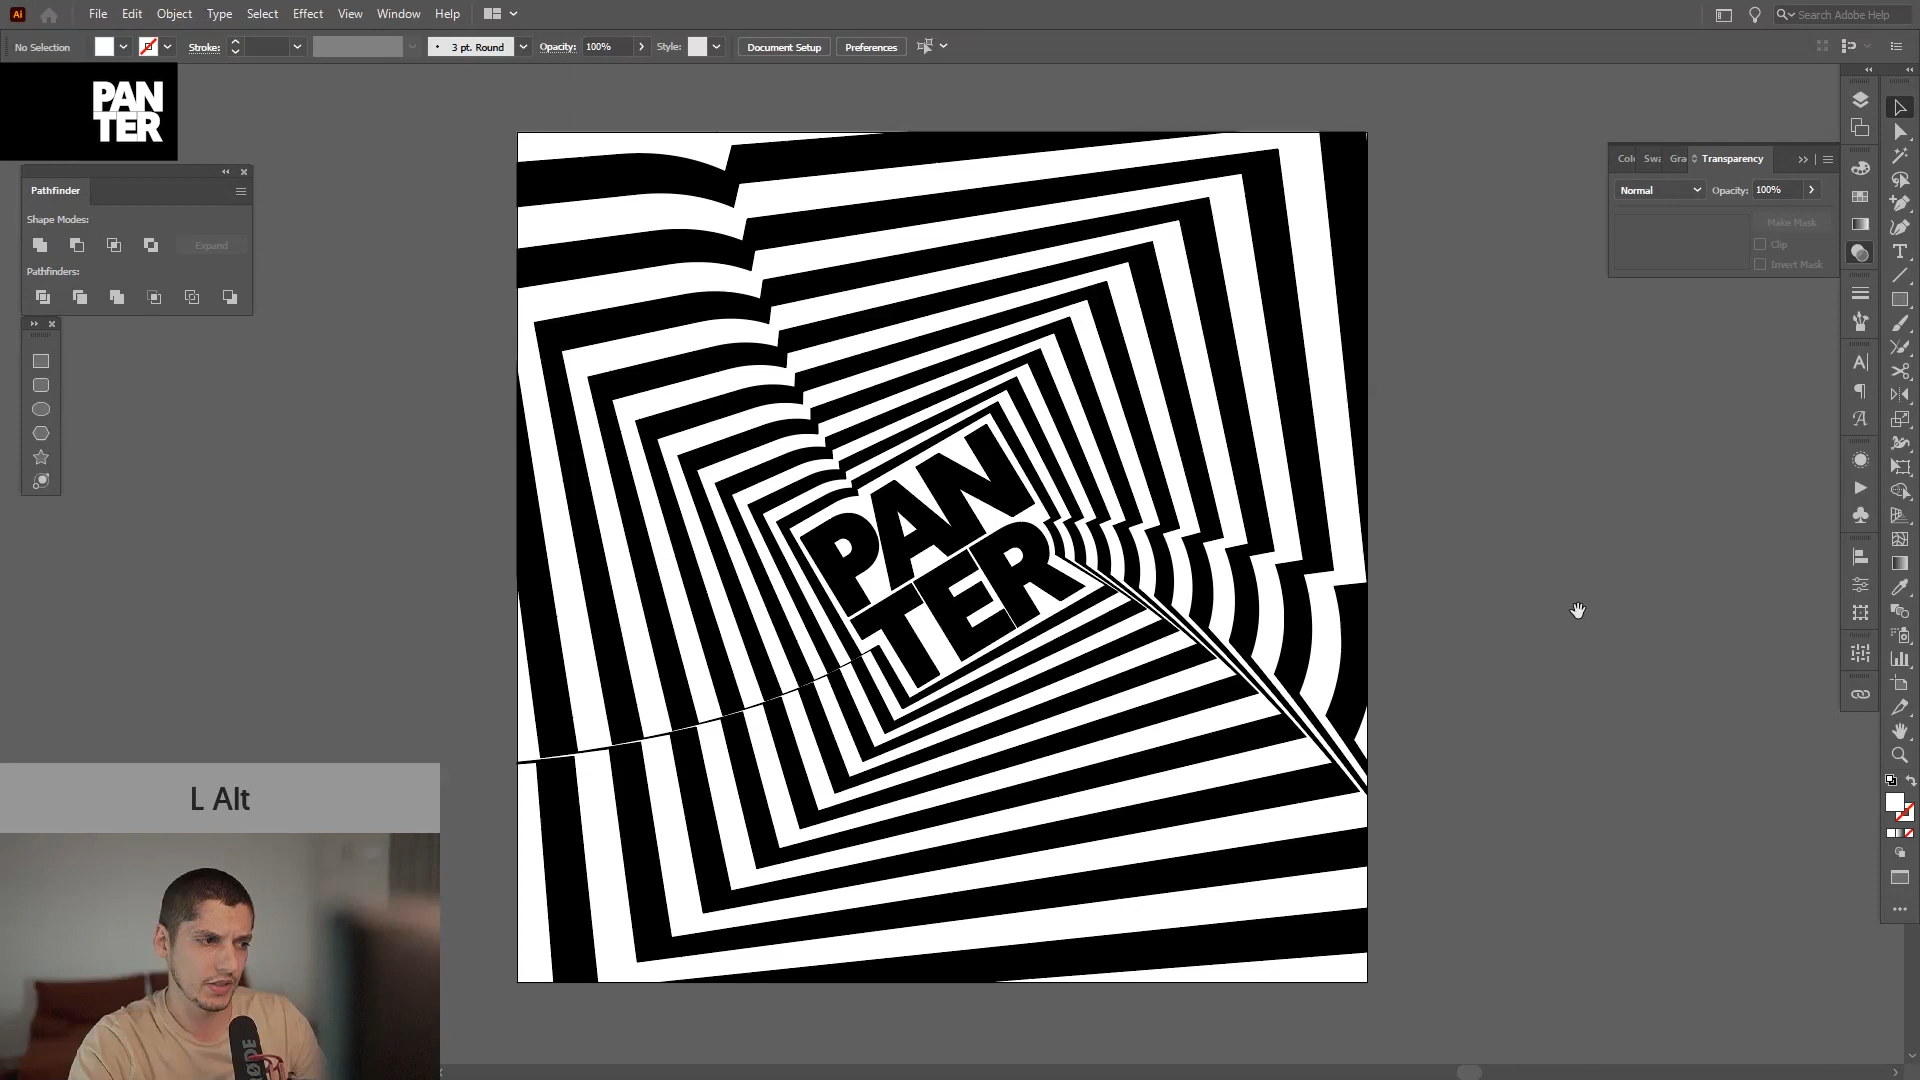 File Edit Object Type Select Effect View Window Help
Search Adobe Help
No Selection Stroke: 3 pt. Round Opacity: 100% Style: Document Setup Preferences
PAN
TER
Pathfinder
Shape Modes:
Expand
Pathfinders:
Transparency
Normal Opacity: 100%
Make Mask
Clip
Invert Mask
PAN
TER
L Alt
RØDE